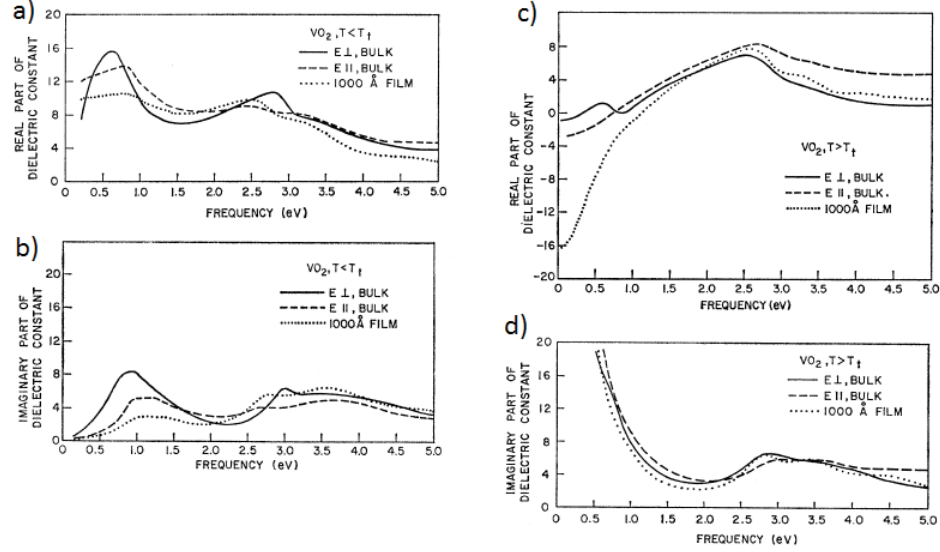 a)
20
16
12
8
4
0
REAL PART OF
DIELECTRIC CONSTANT
VO2, T<Tt
E⊥, BULK
E||, BULK
1000 Å FILM
0 0.5 1.0 1.5 2.0 2.5 3.0 3.5 4.0 4.5 5.0
FREQUENCY (eV)
b)
20
16
12
8
4
0
IMAGINARY PART OF
DIELECTRIC CONSTANT
VO2, T<Tt
E⊥, BULK
E||, BULK
1000 Å FILM
0 0.5 1.0 1.5 2.0 2.5 3.0 3.5 4.0 4.5 5.0
FREQUENCY (eV)
c)
8
4
0
-4
-8
-12
-16
-20
REAL PART OF
DIELECTRIC CONSTANT
VO2, T>Tt
E⊥, BULK
E||, BULK.
1000Å FILM
0 0.5 1.0 1.5 2.0 2.5 3.0 3.5 4.0 4.5 5.0
FREQUENCY(eV)
d)
20
16
12
8
4
0
IMAGINARY PART OF
DIELECTRIC CONSTANT
VO2, T>Tt
E⊥, BULK
E||, BULK
1000 Å FILM
0 0.5 1.0 1.5 2.0 2.5 3.0 3.5 4.0 4.5 5.0
FREQUENCY (eV)